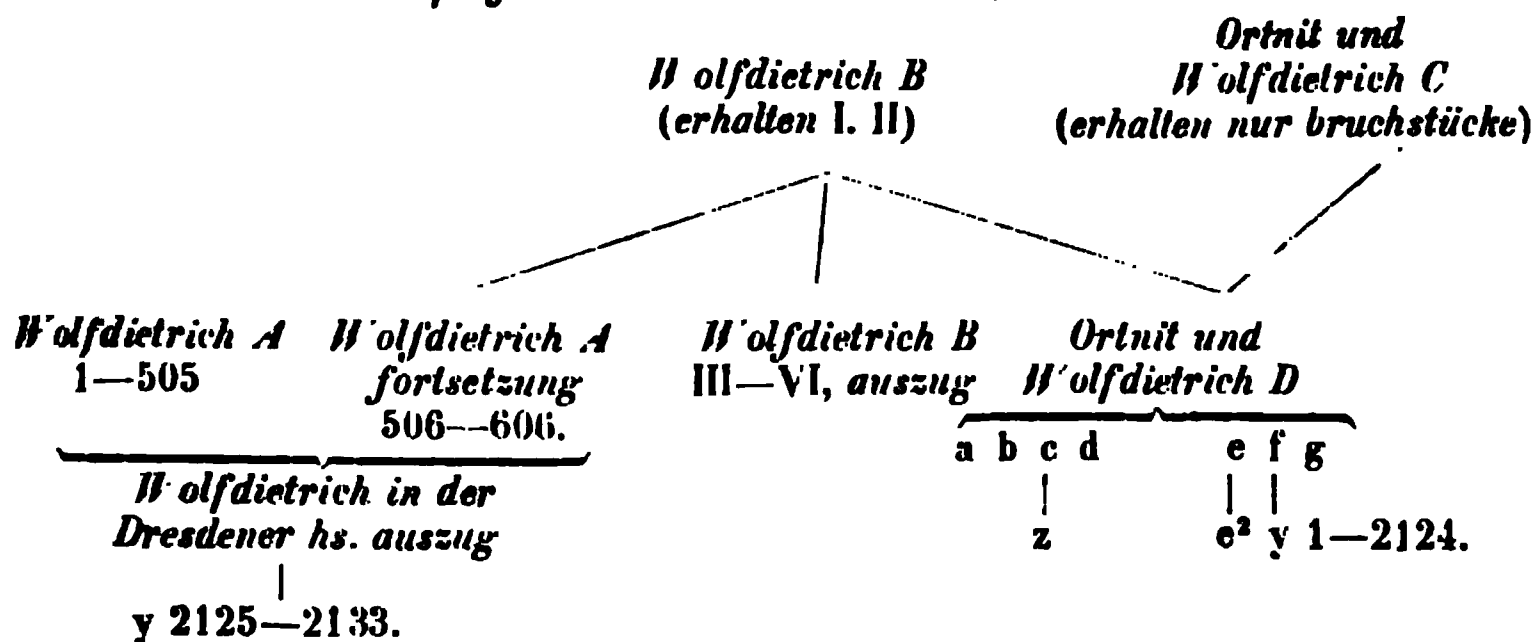 Ortnit und
Wolfdietrich B
Wolfdietrich C
(erhalten I. II)
(erhalten nur bruchstücke)
Wolfdietrich A
Wolfdietrich A
Wolfdietrich B
Ortnit und
1—505
fortsetzung
III—VI, auszug
Wolfdietrich D
506—606.
a b c d e f g
Wolfdietrich in der
Dresdener hs. auszug
z e² y 1—2124.
y 2125—2133.